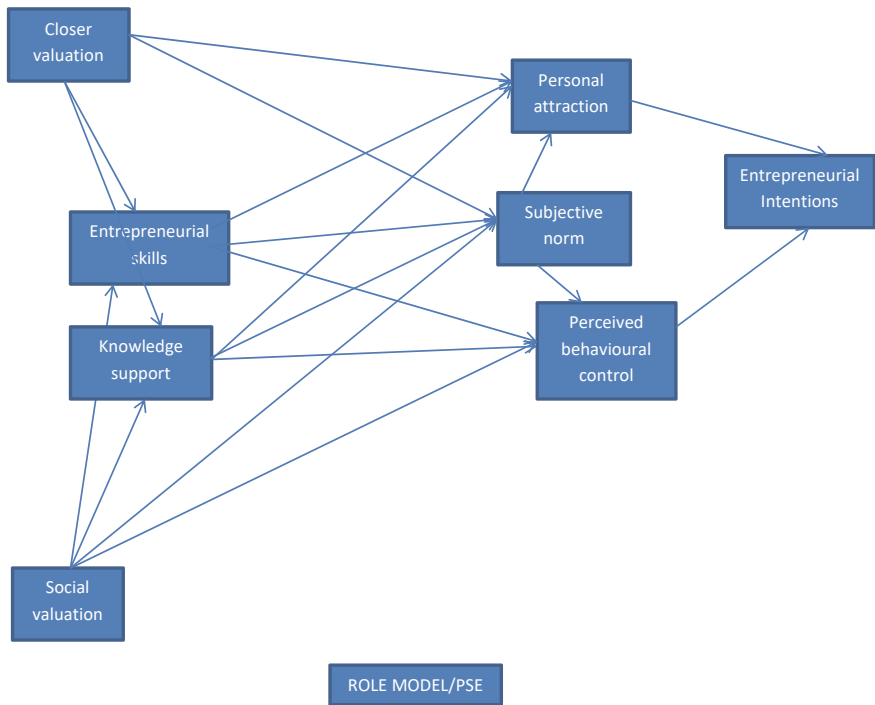 Closer
valuation
Personal
attraction
Entrepreneurial
Intentions
Entrepreneurial
skills
Subjective
norm
Knowledge
support
Perceived
behavioural
control
Social
valuation
ROLE MODEL/PSE